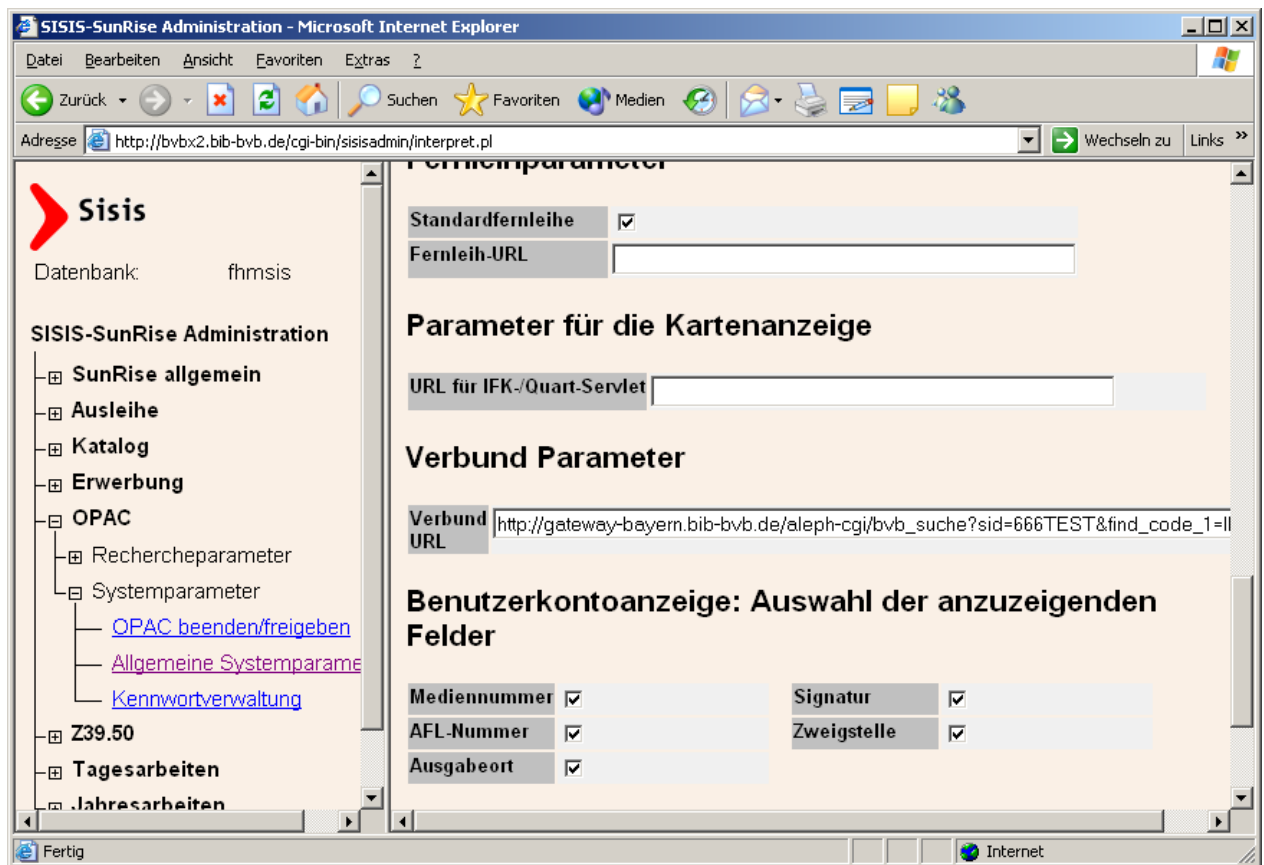 SISIS-SunRise Administration - Microsoft Internet Explorer
Datei Bearbeiten Ansicht Favoriten Extras ?
Zurück Suchen Favoriten Medien
Adresse http://bvbx2.bib-bvb.de/cgi-bin/sisisadmin/interpret.pl Wechseln zu Links »
Sisis
Datenbank: fhmsis
SISIS-SunRise Administration
SunRise allgemein
Ausleihe
Katalog
Erwerbung
OPAC
Rechercheparameter
Systemparameter
OPAC beenden/freigeben
Allgemeine Systemparame
Kennwortverwaltung
Z39.50
Tagesarbeiten
Jahresarbeiten
Fernleihparameter
Standardfernleihe
Fernleih-URL
Parameter für die Kartenanzeige
URL für IFK-/Quart-Servlet
Verbund Parameter
Verbund URL
http://gateway-bayern.bib-bvb.de/aleph-cgi/bvb_suche?sid=666TEST&find_code_1=I
Benutzerkontoanzeige: Auswahl der anzuzeigenden
Felder
Mediennummer Signatur
AFL-Nummer Zweigstelle
Ausgabeort
Fertig Internet